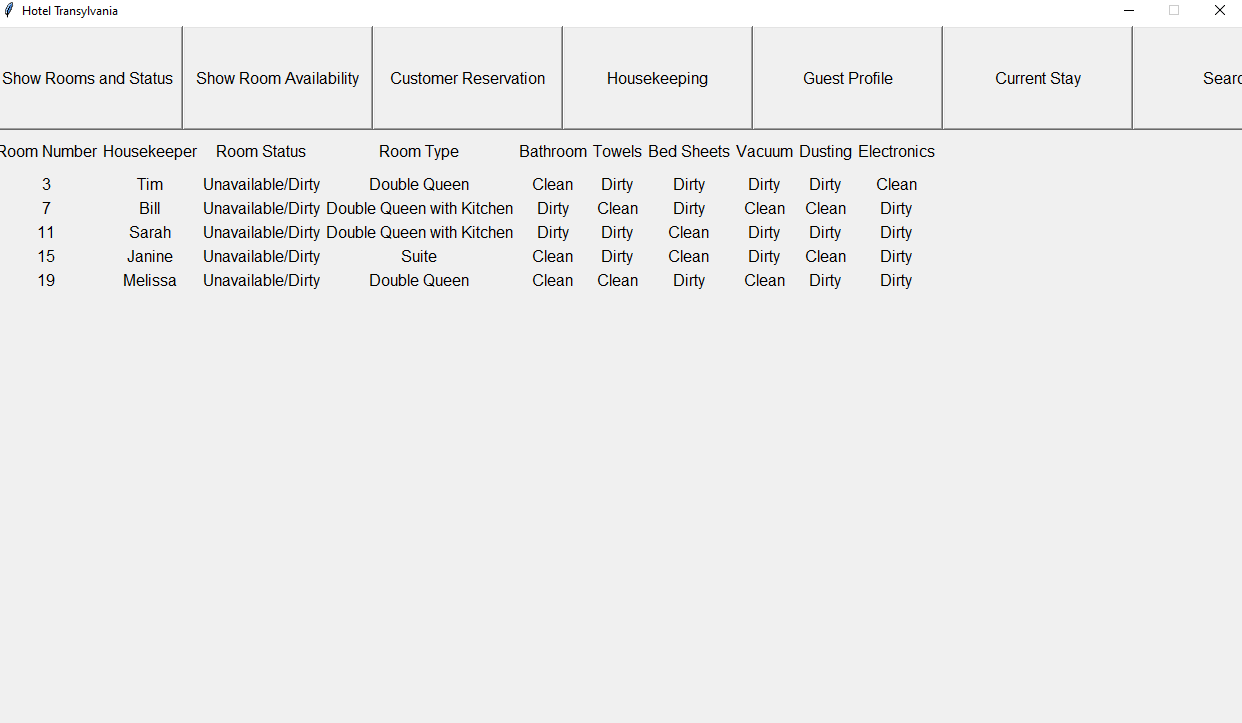 Hotel Transylvania
Show Rooms and Status Show Room Availability Customer Reservation Housekeeping Guest Profile Current Stay Searc
Room Number Housekeeper Room Status Room Type Bathroom Towels Bed Sheets Vacuum Dusting Electronics
3 Tim Unavailable/Dirty Double Queen Clean Dirty Dirty Dirty Dirty Clean
7 Bill Unavailable/Dirty Double Queen with Kitchen Dirty Clean Dirty Clean Clean Dirty
11 Sarah Unavailable/Dirty Double Queen with Kitchen Dirty Dirty Clean Dirty Dirty Dirty
15 Janine Unavailable/Dirty Suite Clean Dirty Clean Dirty Clean Dirty
19 Melissa Unavailable/Dirty Double Queen Clean Clean Dirty Clean Dirty Dirty